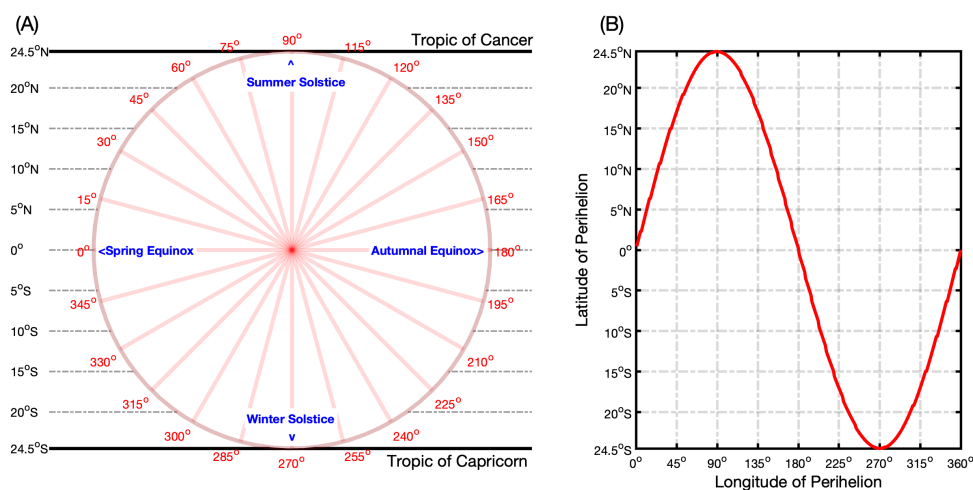 (A)
Tropic of Cancer
24.5°N
20°N
15°N
10°N
5°N
0°
5°S
10°S
15°S
20°S
24.5°S
90°
75°
115°
60°
120°
45°
135°
30°
150°
15°
165°
0°
180°
345°
195°
330°
210°
315°
225°
300°
240°
285°
255°
270°
^
Summer Solstice
<Spring Equinox
Autumnal Equinox>
Winter Solstice
v
Tropic of Capricorn
(B)
Latitude of Perihelion
24.5°N
20°N
15°N
10°N
5°N
0°
5°S
10°S
15°S
20°S
24.5°S
0° 45° 90° 135° 180° 225° 270° 315° 360°
Longitude of Perihelion